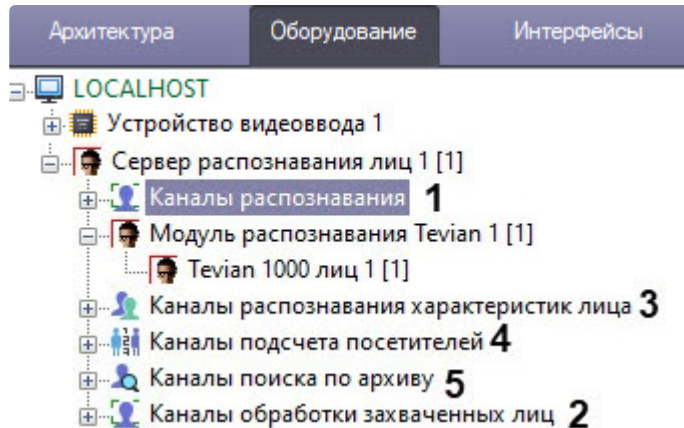 Архитектура Оборудование Интерфейсы
LOCALHOST
Устройство видеоввода 1
Сервер распознавания лиц 1 [1]
Каналы распознавания 1
Модуль распознавания Tevian 1 [1]
Tevian 1000 лиц 1 [1]
Каналы распознавания характеристик лица 3
Каналы подсчета посетителей 4
Каналы поиска по архиву 5
Каналы обработки захваченных лиц 2